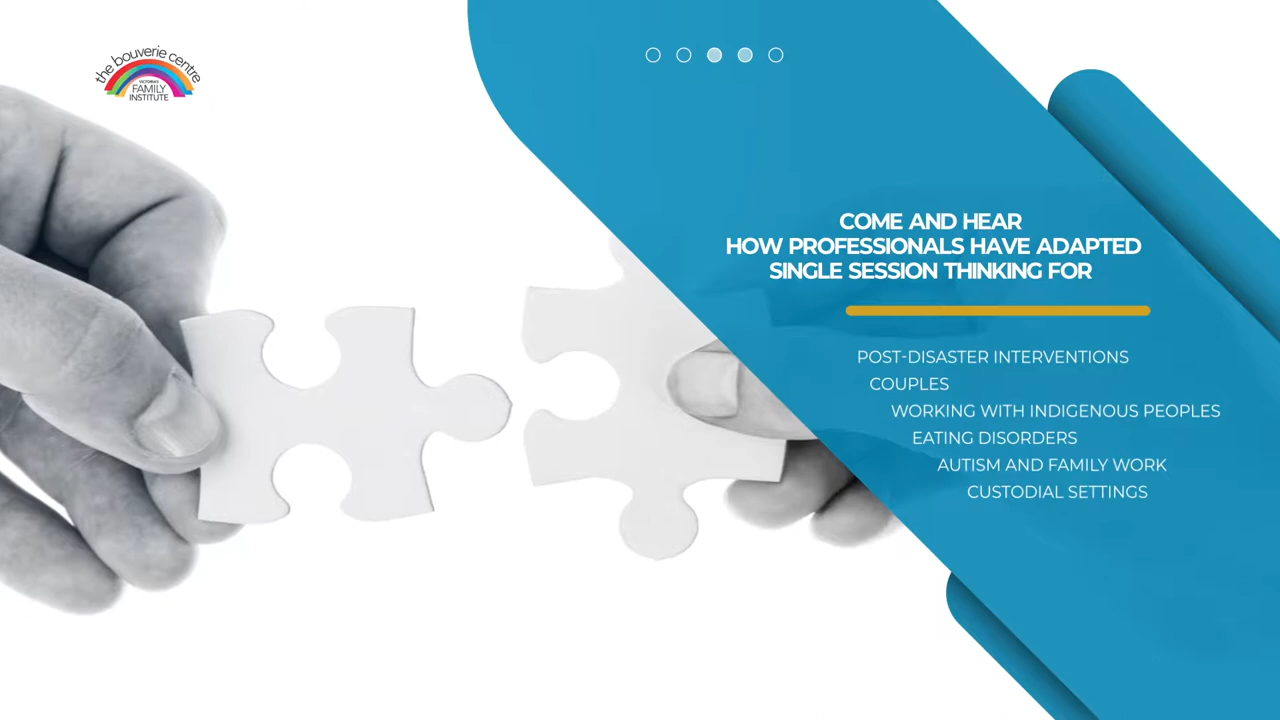 the bouverie centre
VICTORIA'S
FAMILY
INSTITUTE
COME AND HEAR
HOW PROFESSIONALS HAVE ADAPTED
SINGLE SESSION THINKING FOR
POST-DISASTER INTERVENTIONS
COUPLES
WORKING WITH INDIGENOUS PEOPLES
EATING DISORDERS
AUTISM AND FAMILY WORK
CUSTODIAL SETTINGS